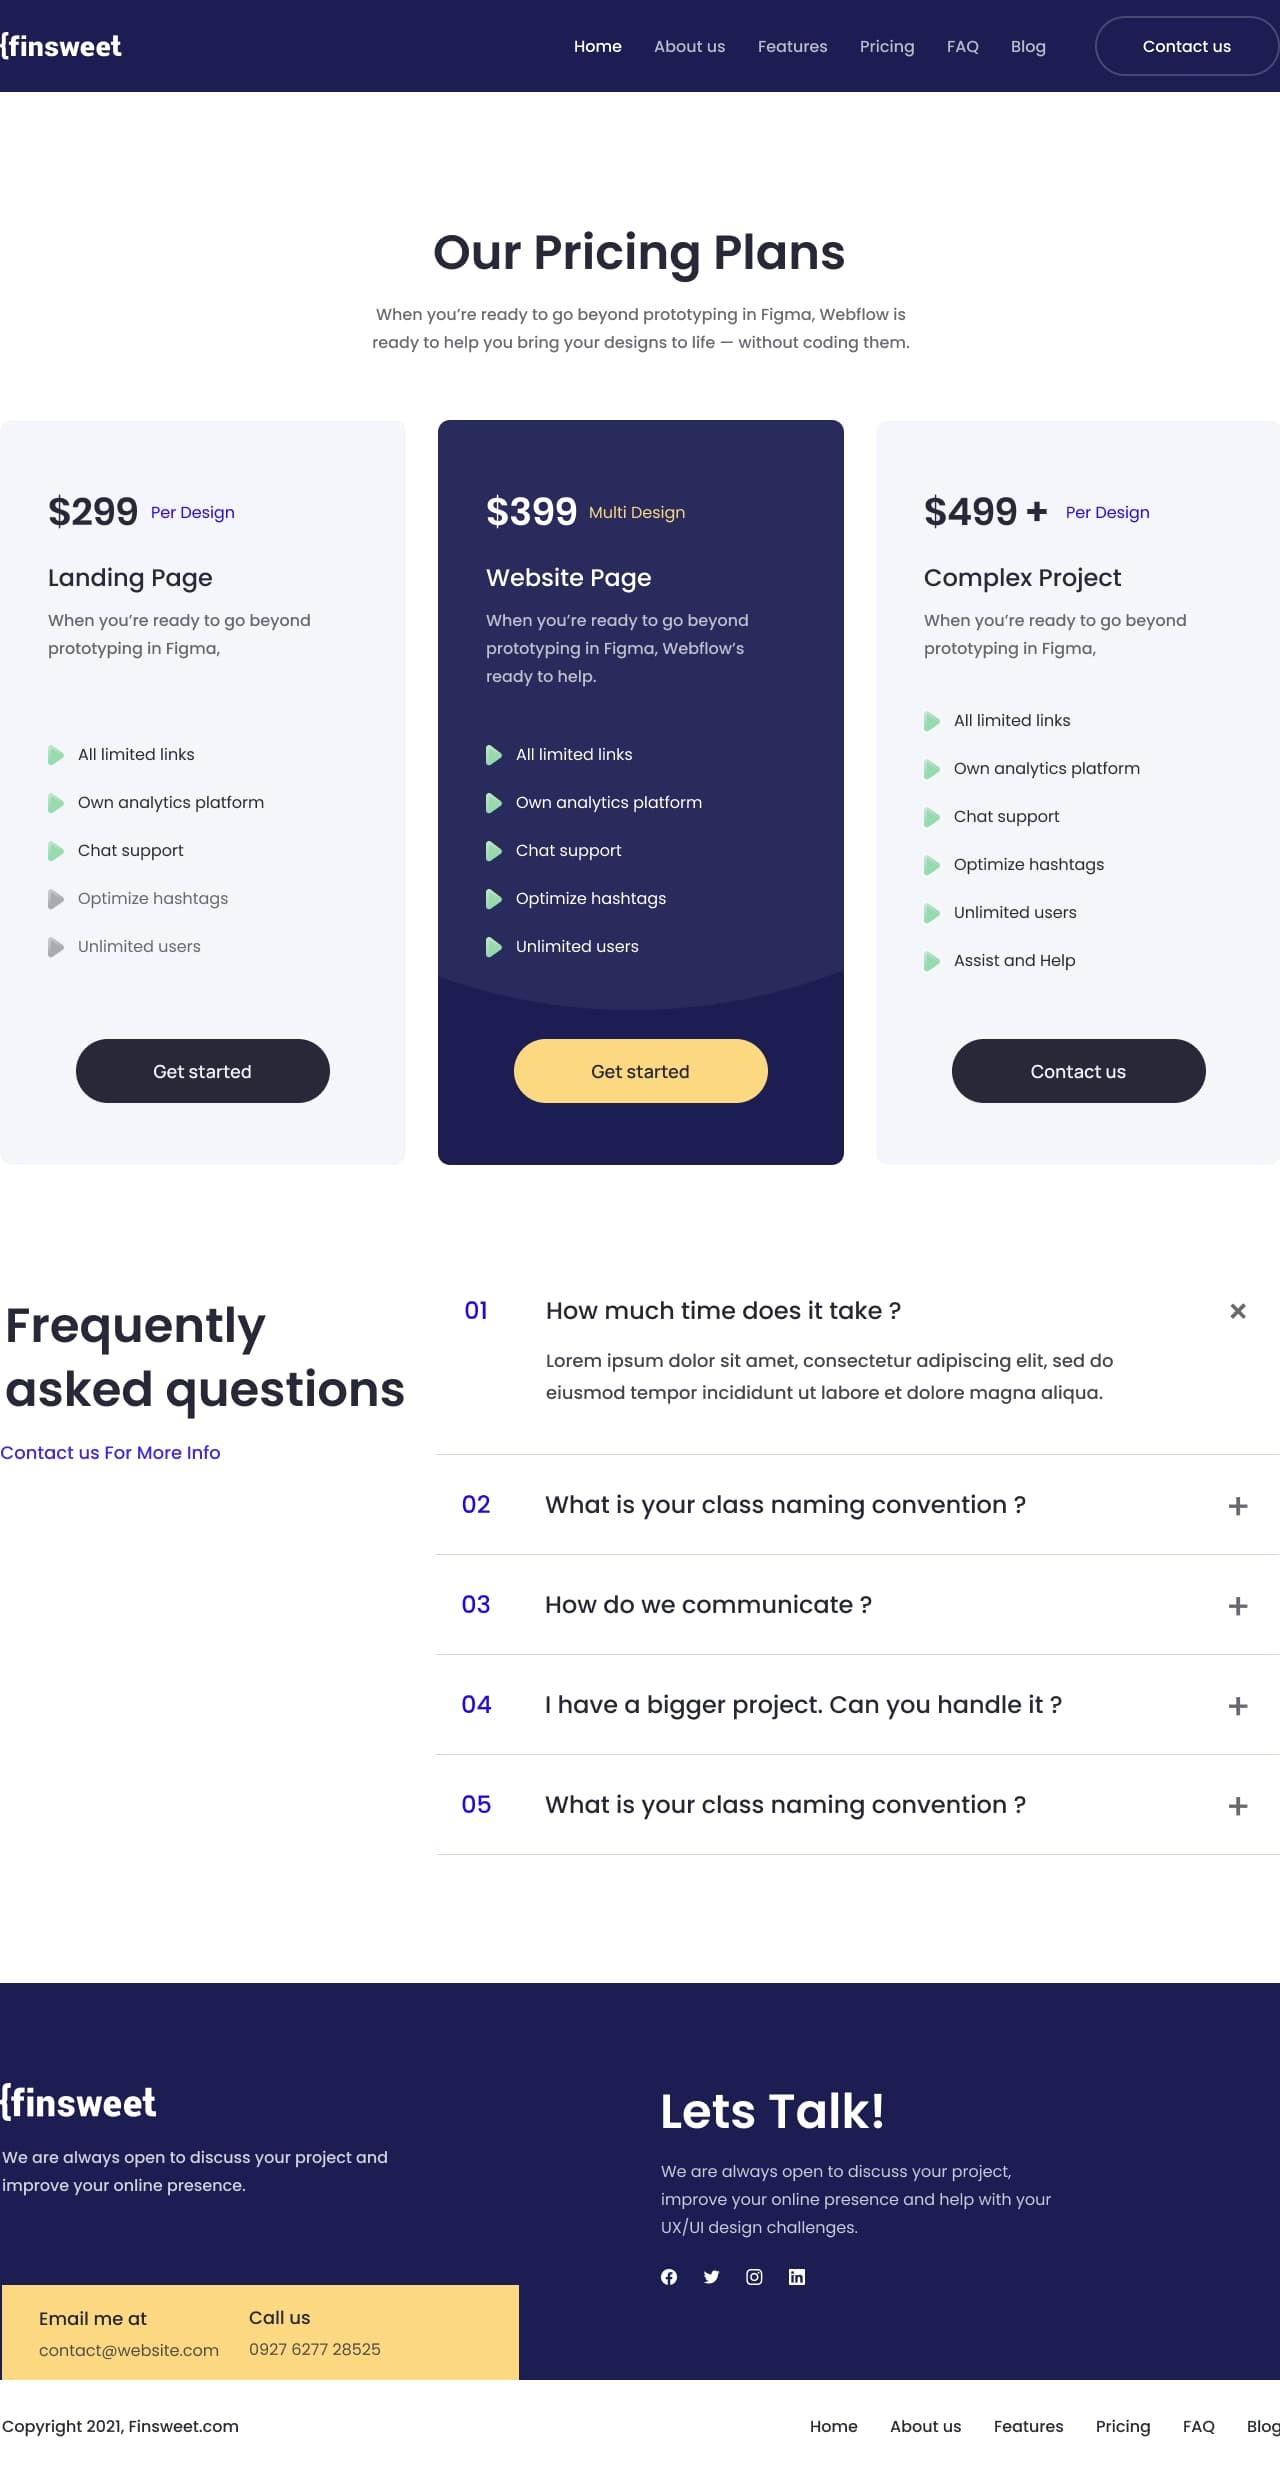 {finsweet
Home About us Features Pricing FAQ Blog Contact us
Our Pricing Plans
When you’re ready to go beyond prototyping in Figma, Webflow is
ready to help you bring your designs to life — without coding them.
$299 Per Design
Landing Page
When you’re ready to go beyond
prototyping in Figma,
All limited links
Own analytics platform
Chat support
Optimize hashtags
Unlimited users
Get started
$399 Multi Design
Website Page
When you’re ready to go beyond
prototyping in Figma, Webflow’s
ready to help.
All limited links
Own analytics platform
Chat support
Optimize hashtags
Unlimited users
Get started
$499 + Per Design
Complex Project
When you’re ready to go beyond
prototyping in Figma,
All limited links
Own analytics platform
Chat support
Optimize hashtags
Unlimited users
Assist and Help
Contact us
Frequently
asked questions
Contact us For More Info
01 How much time does it take ?
Lorem ipsum dolor sit amet, consectetur adipiscing elit, sed do
eiusmod tempor incididunt ut labore et dolore magna aliqua.
02 What is your class naming convention ?
03 How do we communicate ?
04 I have a bigger project. Can you handle it ?
05 What is your class naming convention ?
{finsweet
We are always open to discuss your project and
improve your online presence.
Email me at
contact@website.com
Call us
0927 6277 28525
Lets Talk!
We are always open to discuss your project,
improve your online presence and help with your
UX/UI design challenges.
Copyright 2021, Finsweet.com
Home About us Features Pricing FAQ Blog